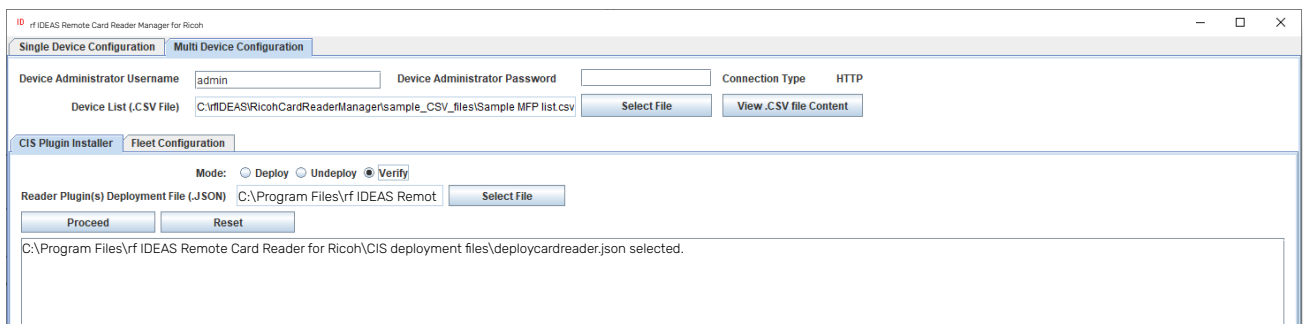 ID rf IDEAS Remote Card Reader Manager for Ricoh
Single Device Configuration Multi Device Configuration
Device Administrator Username admin Device Administrator Password Connection Type HTTP
Device List (.CSV File) C:\rfIDEAS\RicohCardReaderManager\sample_CSV_files\Sample MFP list.csv Select File View .CSV file Content
CIS Plugin Installer Fleet Configuration
Mode: Deploy Undeploy Verify
Reader Plugin(s) Deployment File (.JSON) C:\Program Files\rf IDEAS Remot Select File
Proceed Reset
C:\Program Files\rf IDEAS Remote Card Reader for Ricoh\CIS deployment files\deploycardreader.json selected.